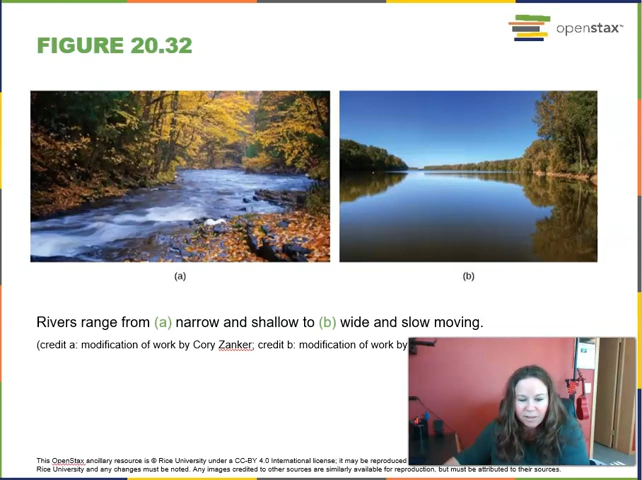 openstax™
FIGURE 20.32
(a)
(b)
Rivers range from (a) narrow and shallow to (b) wide and slow moving.
(credit a: modification of work by Cory Zanker; credit b: modification of work by
This OpenStax ancillary resource is © Rice University under a CC-BY 4.0 International license; it may be reproduced
Rice University and any changes must be noted. Any images credited to other sources are similarly available for reproduction, but must be attributed to their sources.